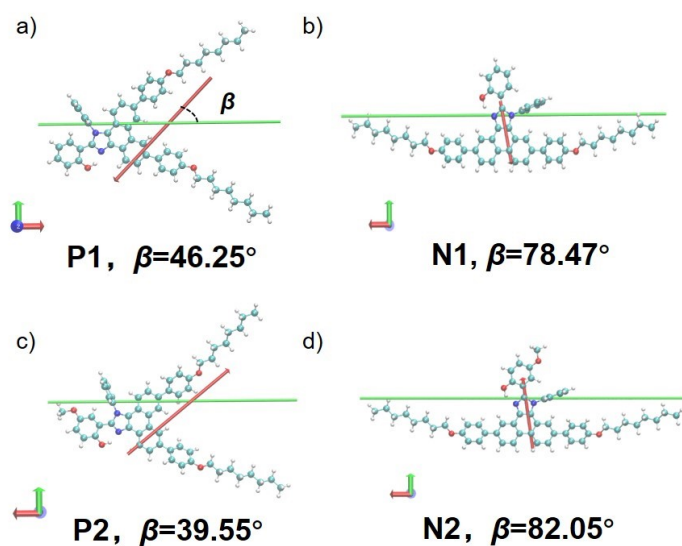 a)
b)
β
P1, β=46.25°
N1, β=78.47°
c)
d)
P2, β=39.55°
N2, β=82.05°